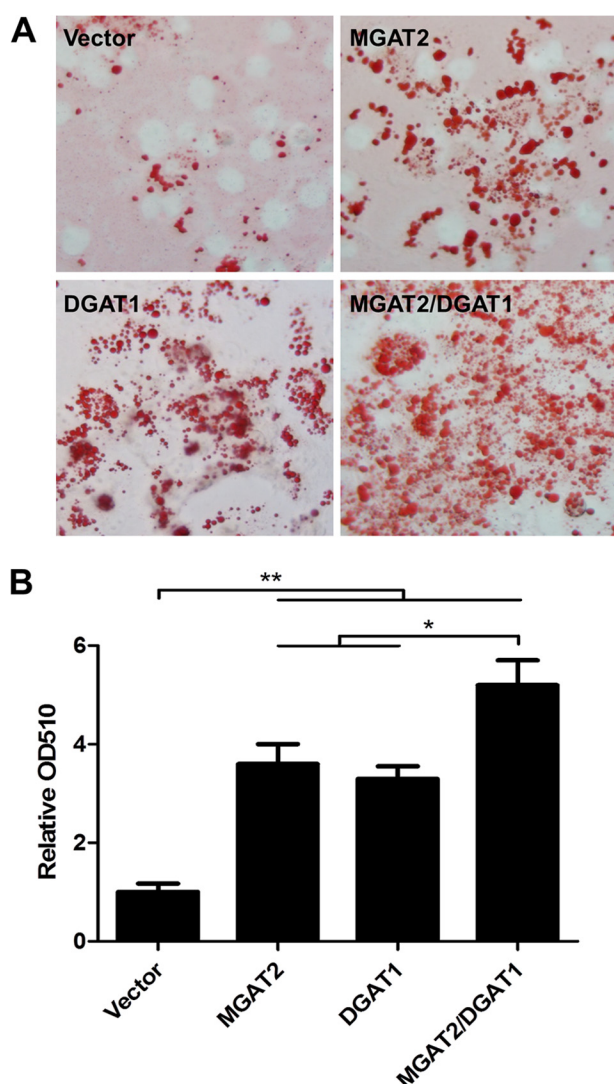 A
Vector
MGAT2
DGAT1
MGAT2/DGAT1
B
**
*
6
4
2
0
Relative OD510
Vector
MGAT2
DGAT1
MGAT2/DGAT1